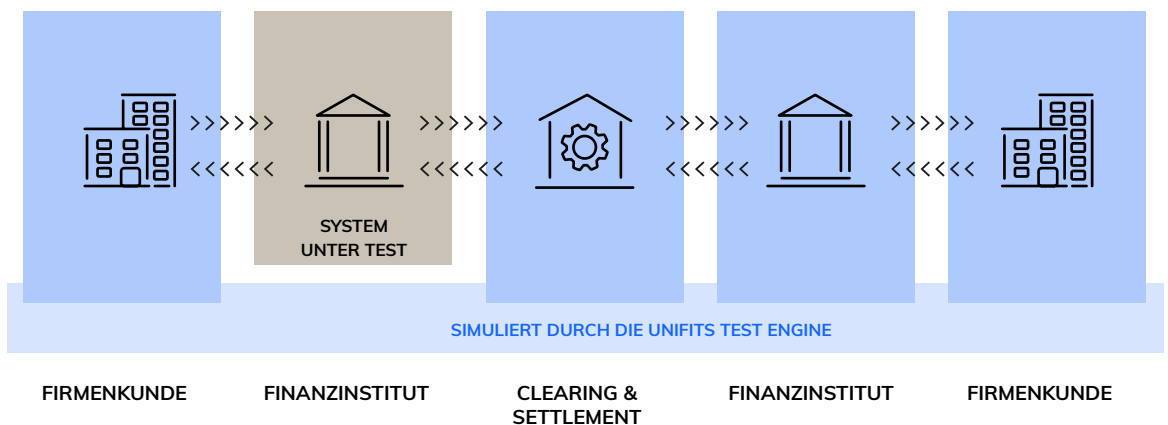 SYSTEM
UNTER TEST
SIMULIERT DURCH DIE UNIFITS TEST ENGINE
FIRMENKUNDE
FINANZINSTITUT
CLEARING &
SETTLEMENT
FINANZINSTITUT
FIRMENKUNDE